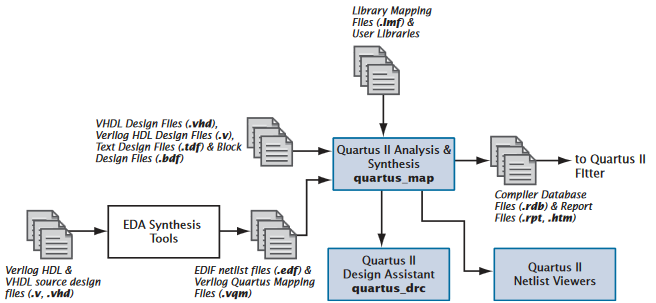 Library Mapping
Files (.lmf) &
User Libraries
VHDL Design Files (.vhd),
Verilog HDL Design Files (.v),
Text Design Files (.tdf) & Block
Design Files (.bdf)
Quartus II Analysis &
Synthesis
quartus_map
to Quartus II
Fitter
Compiler Database
Files (.rdb) & Report
Files (.rpt, .htm)
EDA Synthesis
Tools
Verilog HDL &
VHDL source design
files (.v, .vhd)
EDIF netlist files (.edf) &
Verilog Quartus Mapping
Files (.vqm)
Quartus II
Design Assistant
quartus_drc
Quartus II
Netlist Viewers